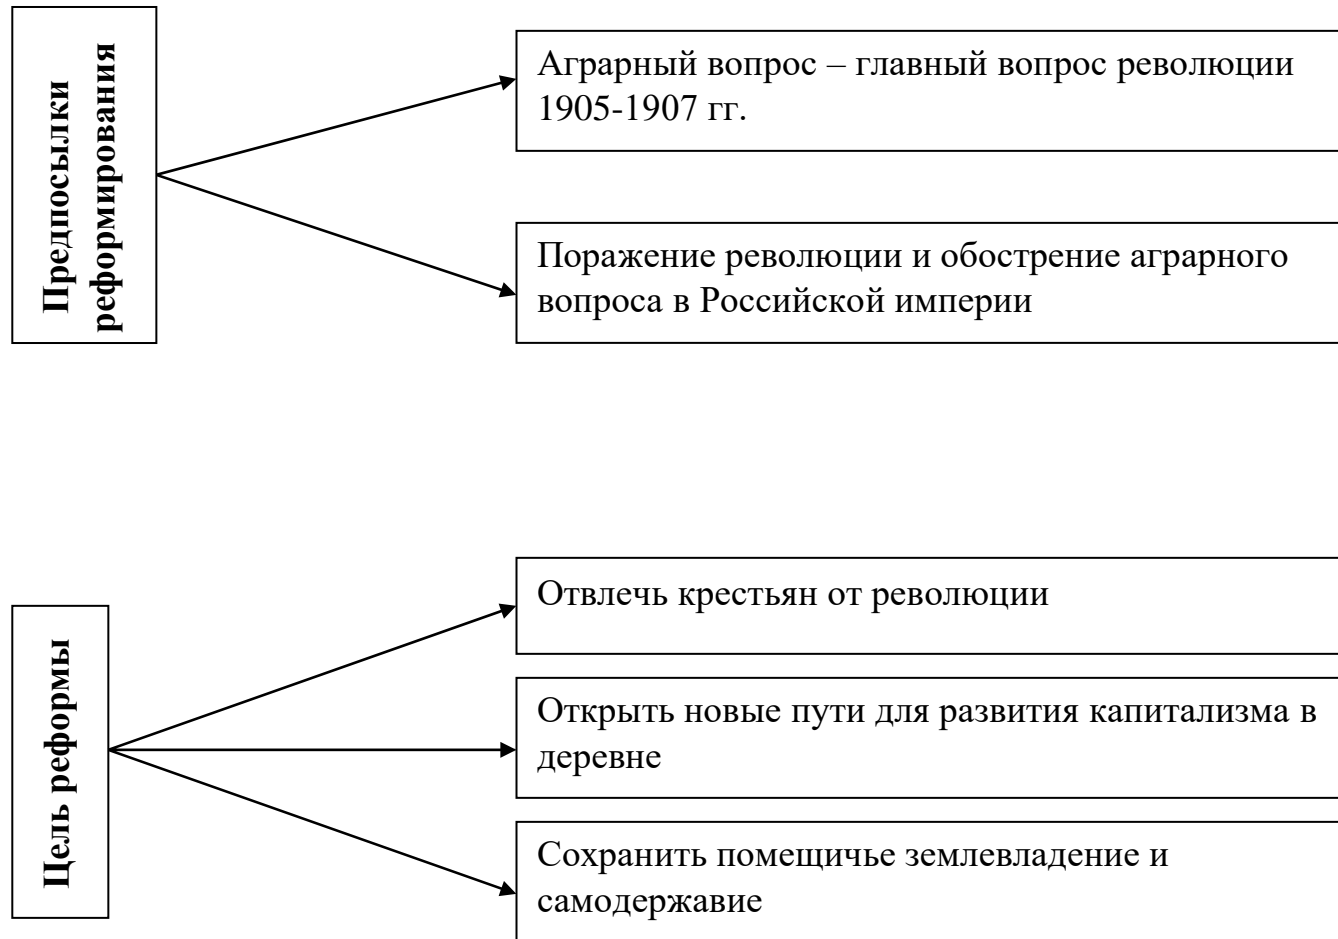 Предпосылки
реформирования
Аграрный вопрос – главный вопрос революции
1905-1907 гг.
Поражение революции и обострение аграрного
вопроса в Российской империи
Цель реформы
Отвлечь крестьян от революции
Открыть новые пути для развития капитализма в
деревне
Сохранить помещичье землевладение и
самодержавие